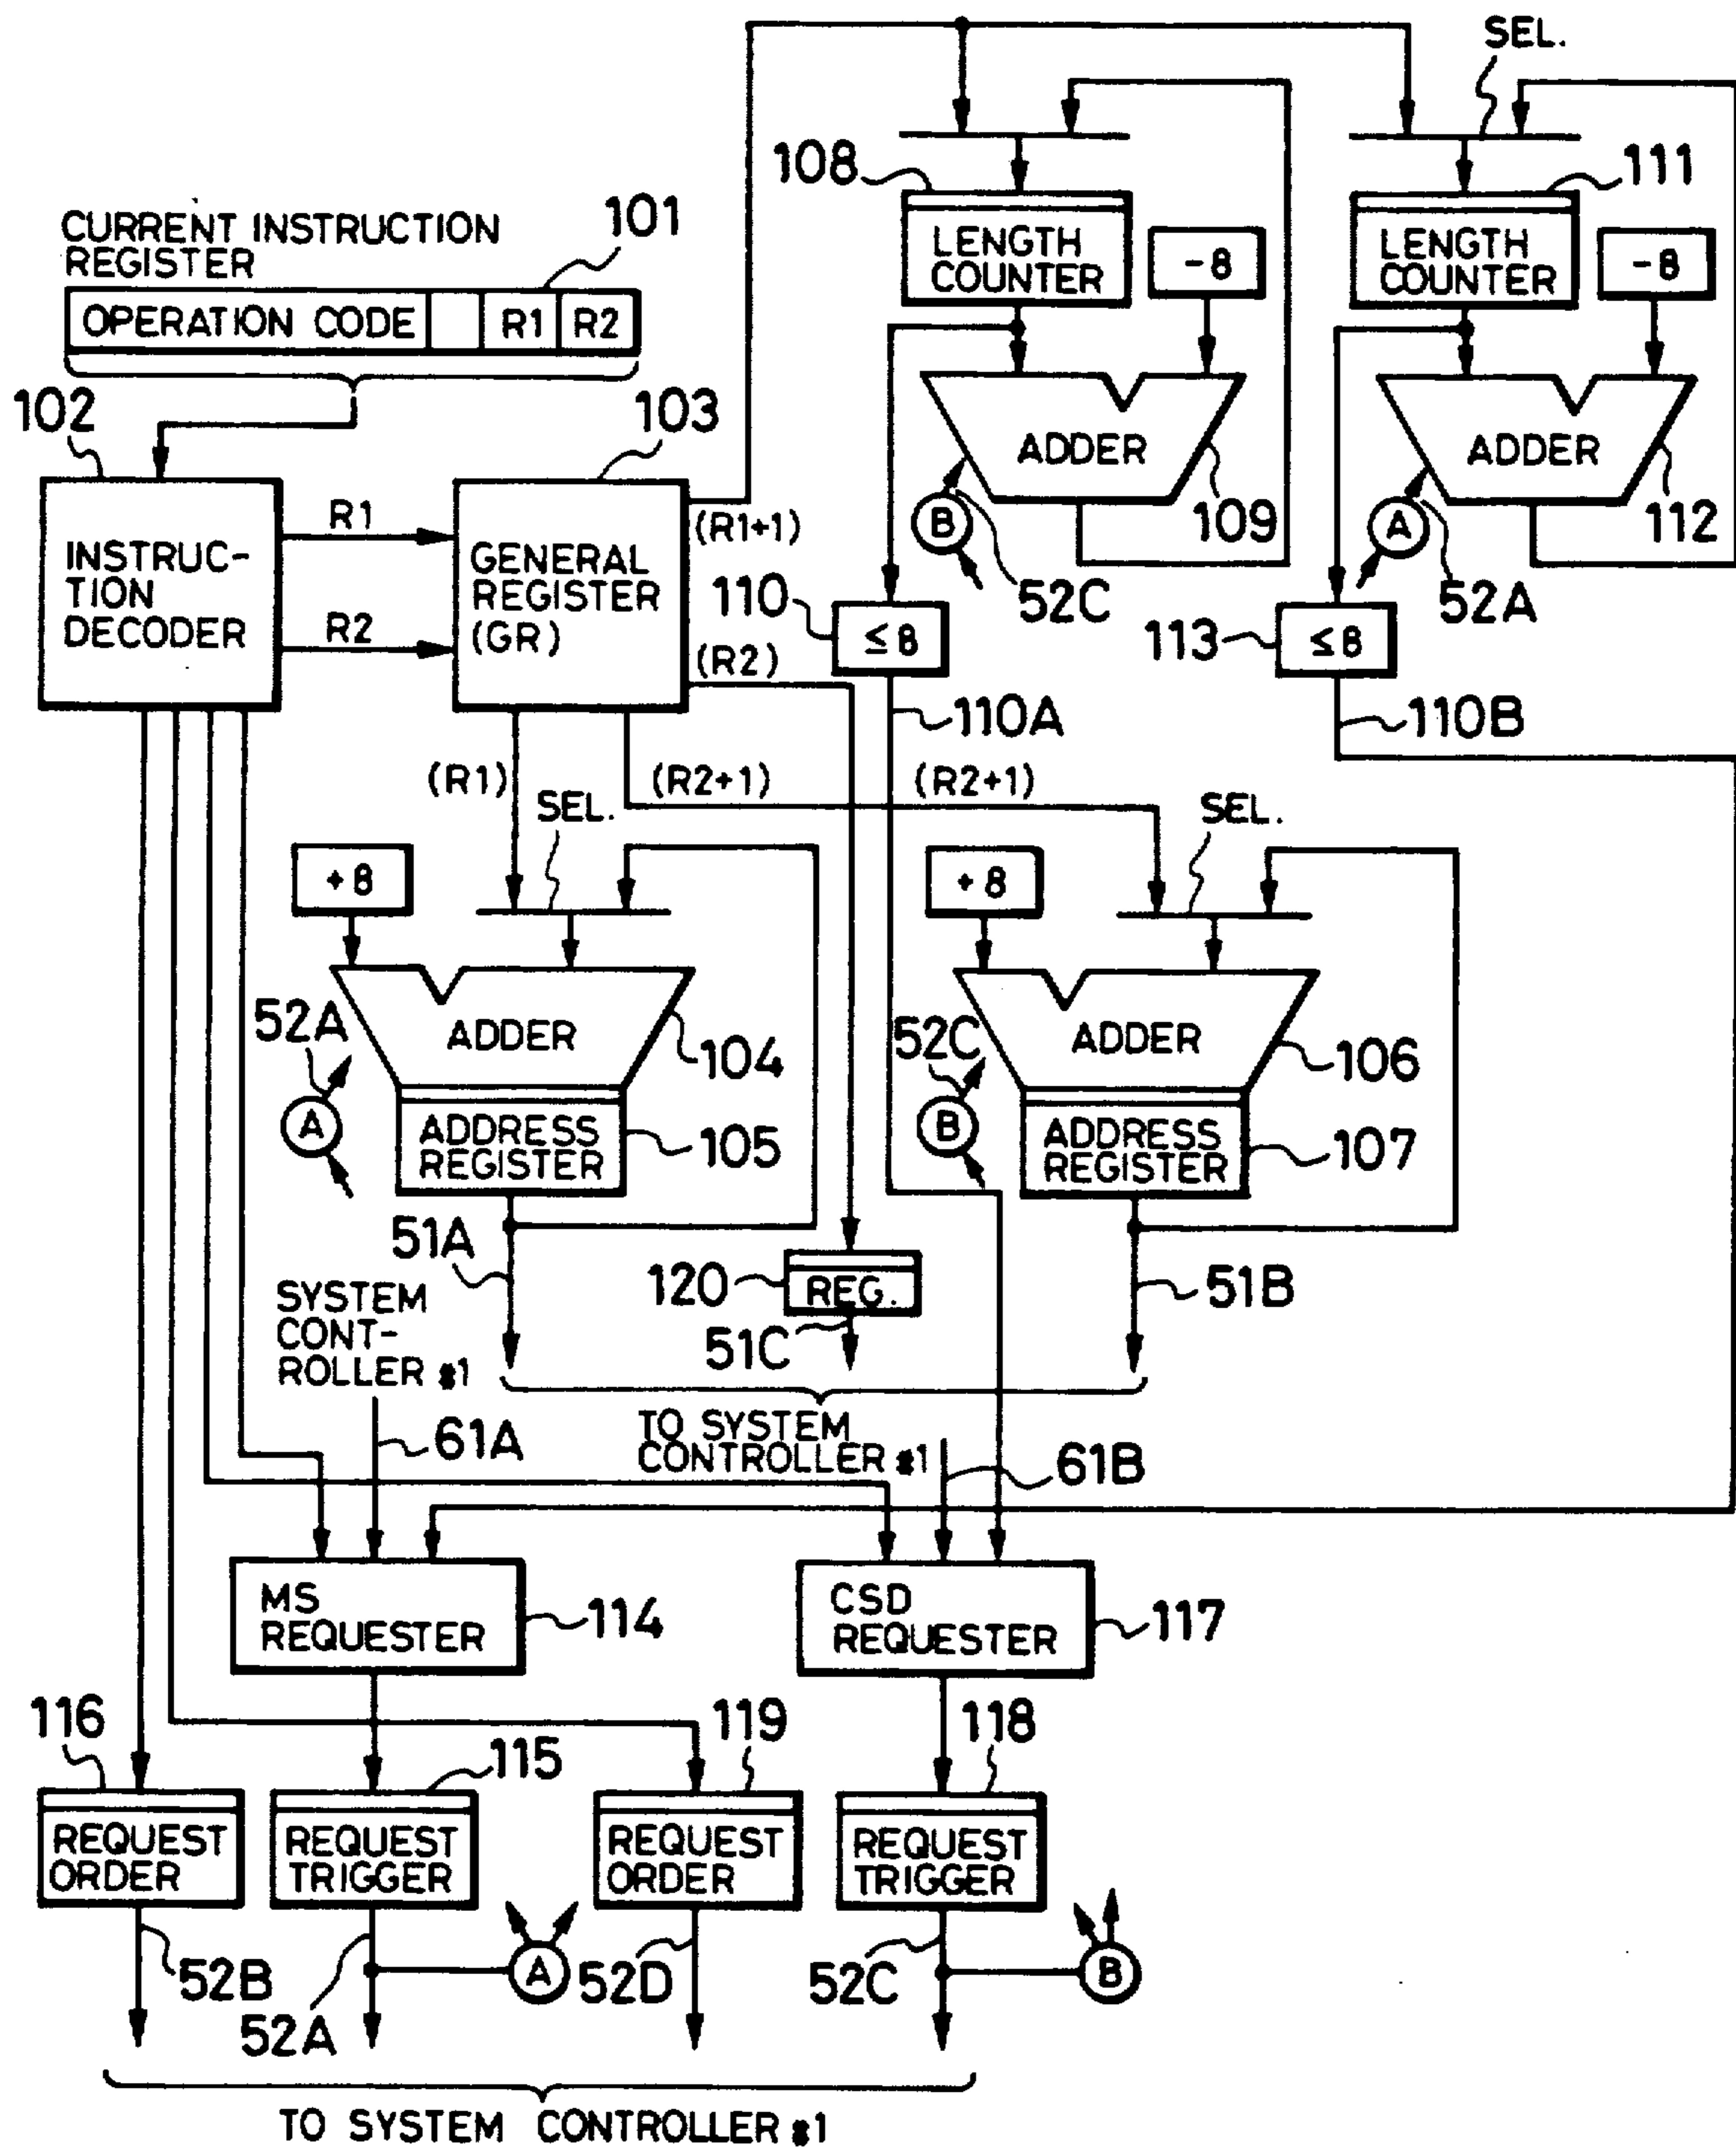 SEL.
108
111
LENGTH
COUNTER
-8
LENGTH
COUNTER
-8
CURRENT INSTRUCTION
REGISTER
101
OPERATION CODE R1 R2
102
103
ADDER
ADDER
(R1+1)
B
52C
109
A
52A
112
INSTRUC-
TION
DECODER
R1
R2
GENERAL
REGISTER
(GR)
(R2)
110
≤8
113
≤8
110A
110B
(R1)
(R2+1)
(R2+1)
SEL.
SEL.
+8
+8
52A
ADDER
104
52C
ADDER
106
A
ADDRESS
REGISTER
105
B
ADDRESS
REGISTER
107
51A
120
REG.
51C
51B
SYSTEM
CONT-
ROLLER #1
61A
TO SYSTEM
CONTROLLER #1
61B
MS
REQUESTER
114
CSD
REQUESTER
117
116
115
119
118
REQUEST
ORDER
REQUEST
TRIGGER
REQUEST
ORDER
REQUEST
TRIGGER
52B
52A
A
52D
52C
B
TO SYSTEM CONTROLLER #1